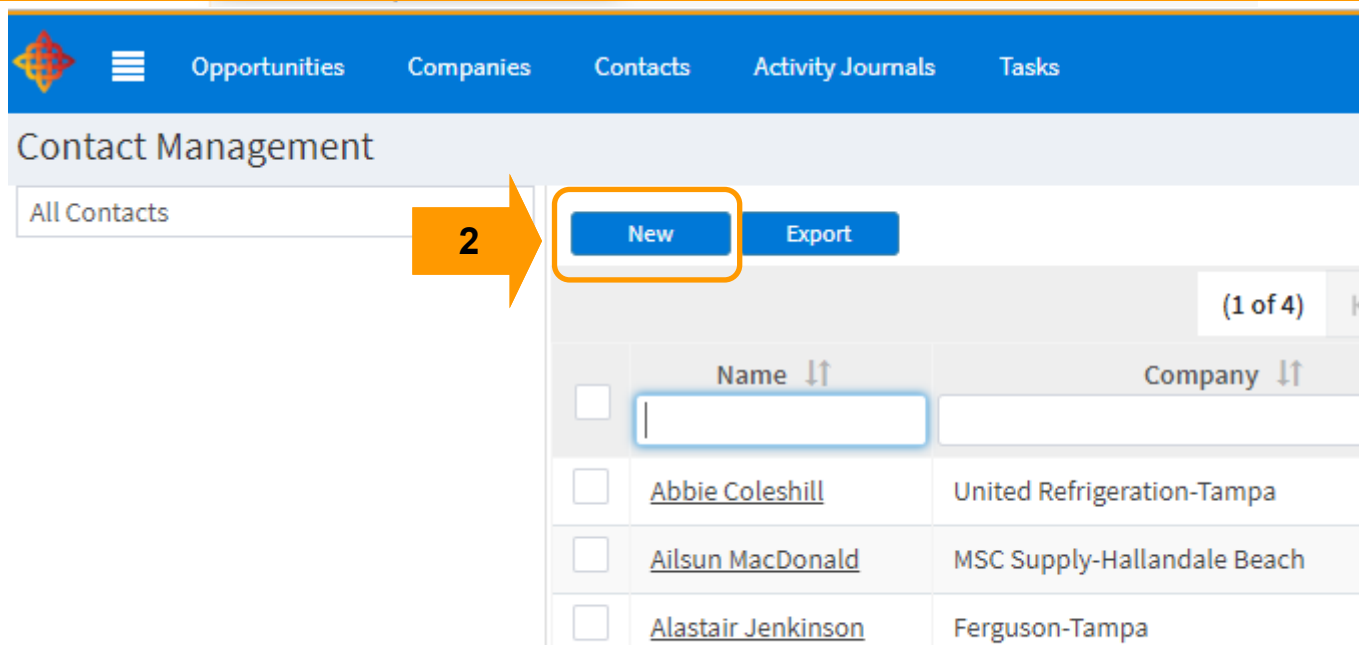 Opportunities Companies Contacts Activity Journals Tasks
Contact Management
All Contacts
2
New Export
(1 of 4)
Name Company
Abbie Coleshill United Refrigeration-Tampa
Ailsun MacDonald MSC Supply-Hallandale Beach
Alastair Jenkinson Ferguson-Tampa